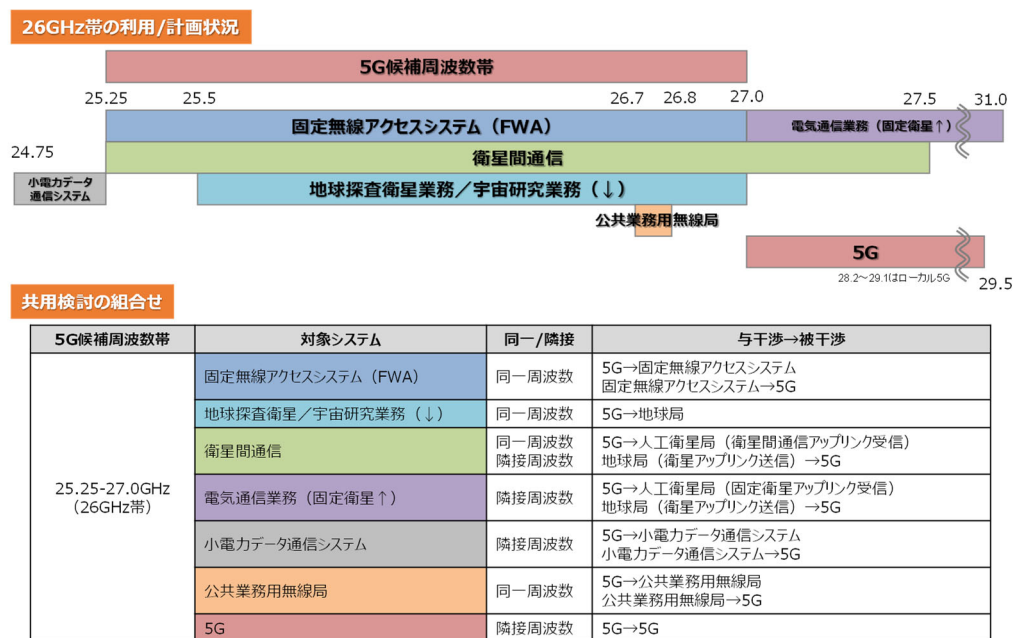 26GHz帯の利用/計画状況
5G候補周波数帯
25.25 25.5 26.7 26.8 27.0 27.5 31.0
固定無線アクセスシステム（FWA） 電気通信業務（固定衛星↑）
24.75
衛星間通信
小電力データ
通信システム
地球探査衛星業務／宇宙研究業務（↓）
公共業務用無線局
5G
28.2～29.1はローカル5G
29.5
共用検討の組合せ
5G候補周波数帯 対象システム 同一/隣接 与干渉→被干渉
25.25-27.0GHz
（26GHz帯）
固定無線アクセスシステム（FWA） 同一周波数
5G→固定無線アクセスシステム
固定無線アクセスシステム→5G
地球探査衛星／宇宙研究業務（↓） 同一周波数 5G→地球局
衛星間通信
同一周波数
隣接周波数
5G→人工衛星局（衛星間通信アップリンク受信）
地球局（衛星アップリンク送信）→5G
電気通信業務（固定衛星↑） 隣接周波数
5G→人工衛星局（固定衛星アップリンク受信）
地球局（衛星アップリンク送信）→5G
小電力データ通信システム 隣接周波数
5G→小電力データ通信システム
小電力データ通信システム→5G
公共業務用無線局 同一周波数
5G→公共業務用無線局
公共業務用無線局→5G
5G 隣接周波数 5G→5G